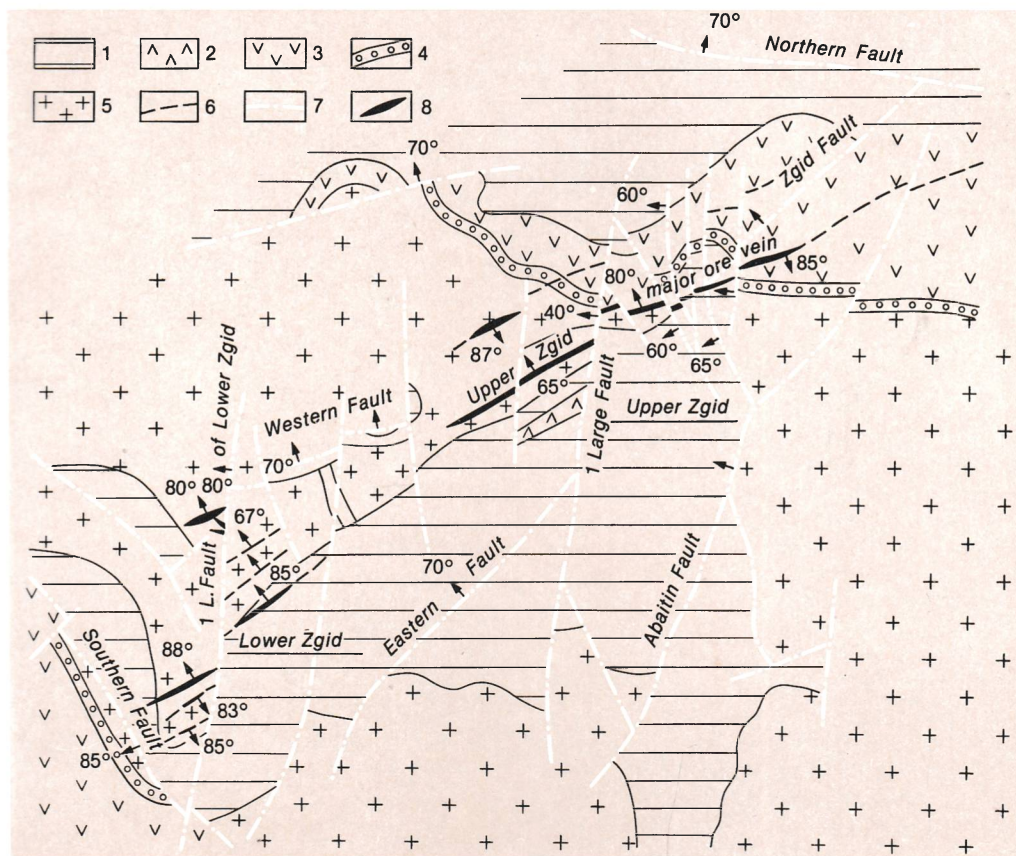 1
2
3
4
5
6
7
8
70°
Northern Fault
70°
60°
Zgid Fault
major ore vein
85°
80°
40°
87°
60°
65°
Upper Zgid
65°
1 Large Fault
Upper Zgid
1 L. Fault of Lower Zgid
Western Fault
70°
80° 80°
67°
85°
70°
Eastern Fault
Abaitin Fault
Lower Zgid
88°
83°
85°
Southern Fault
85°